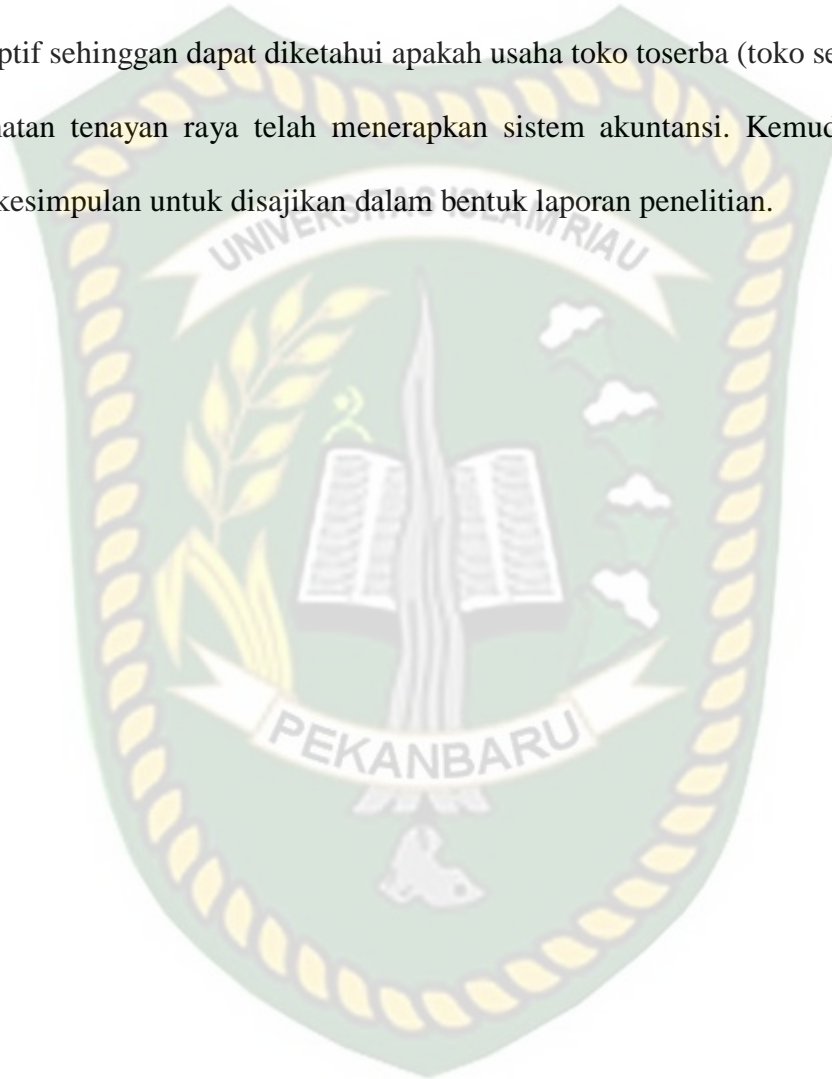 ptif sehinggan dapat diketahui apakah usaha toko toserba (toko se
natan tenayan raya telah menerapkan sistem akuntansi. Kemud
kesimpulan untuk disajikan dalam bentuk laporan penelitian.
UNIVERSITAS ISLAM RIAU
PEKANBARU